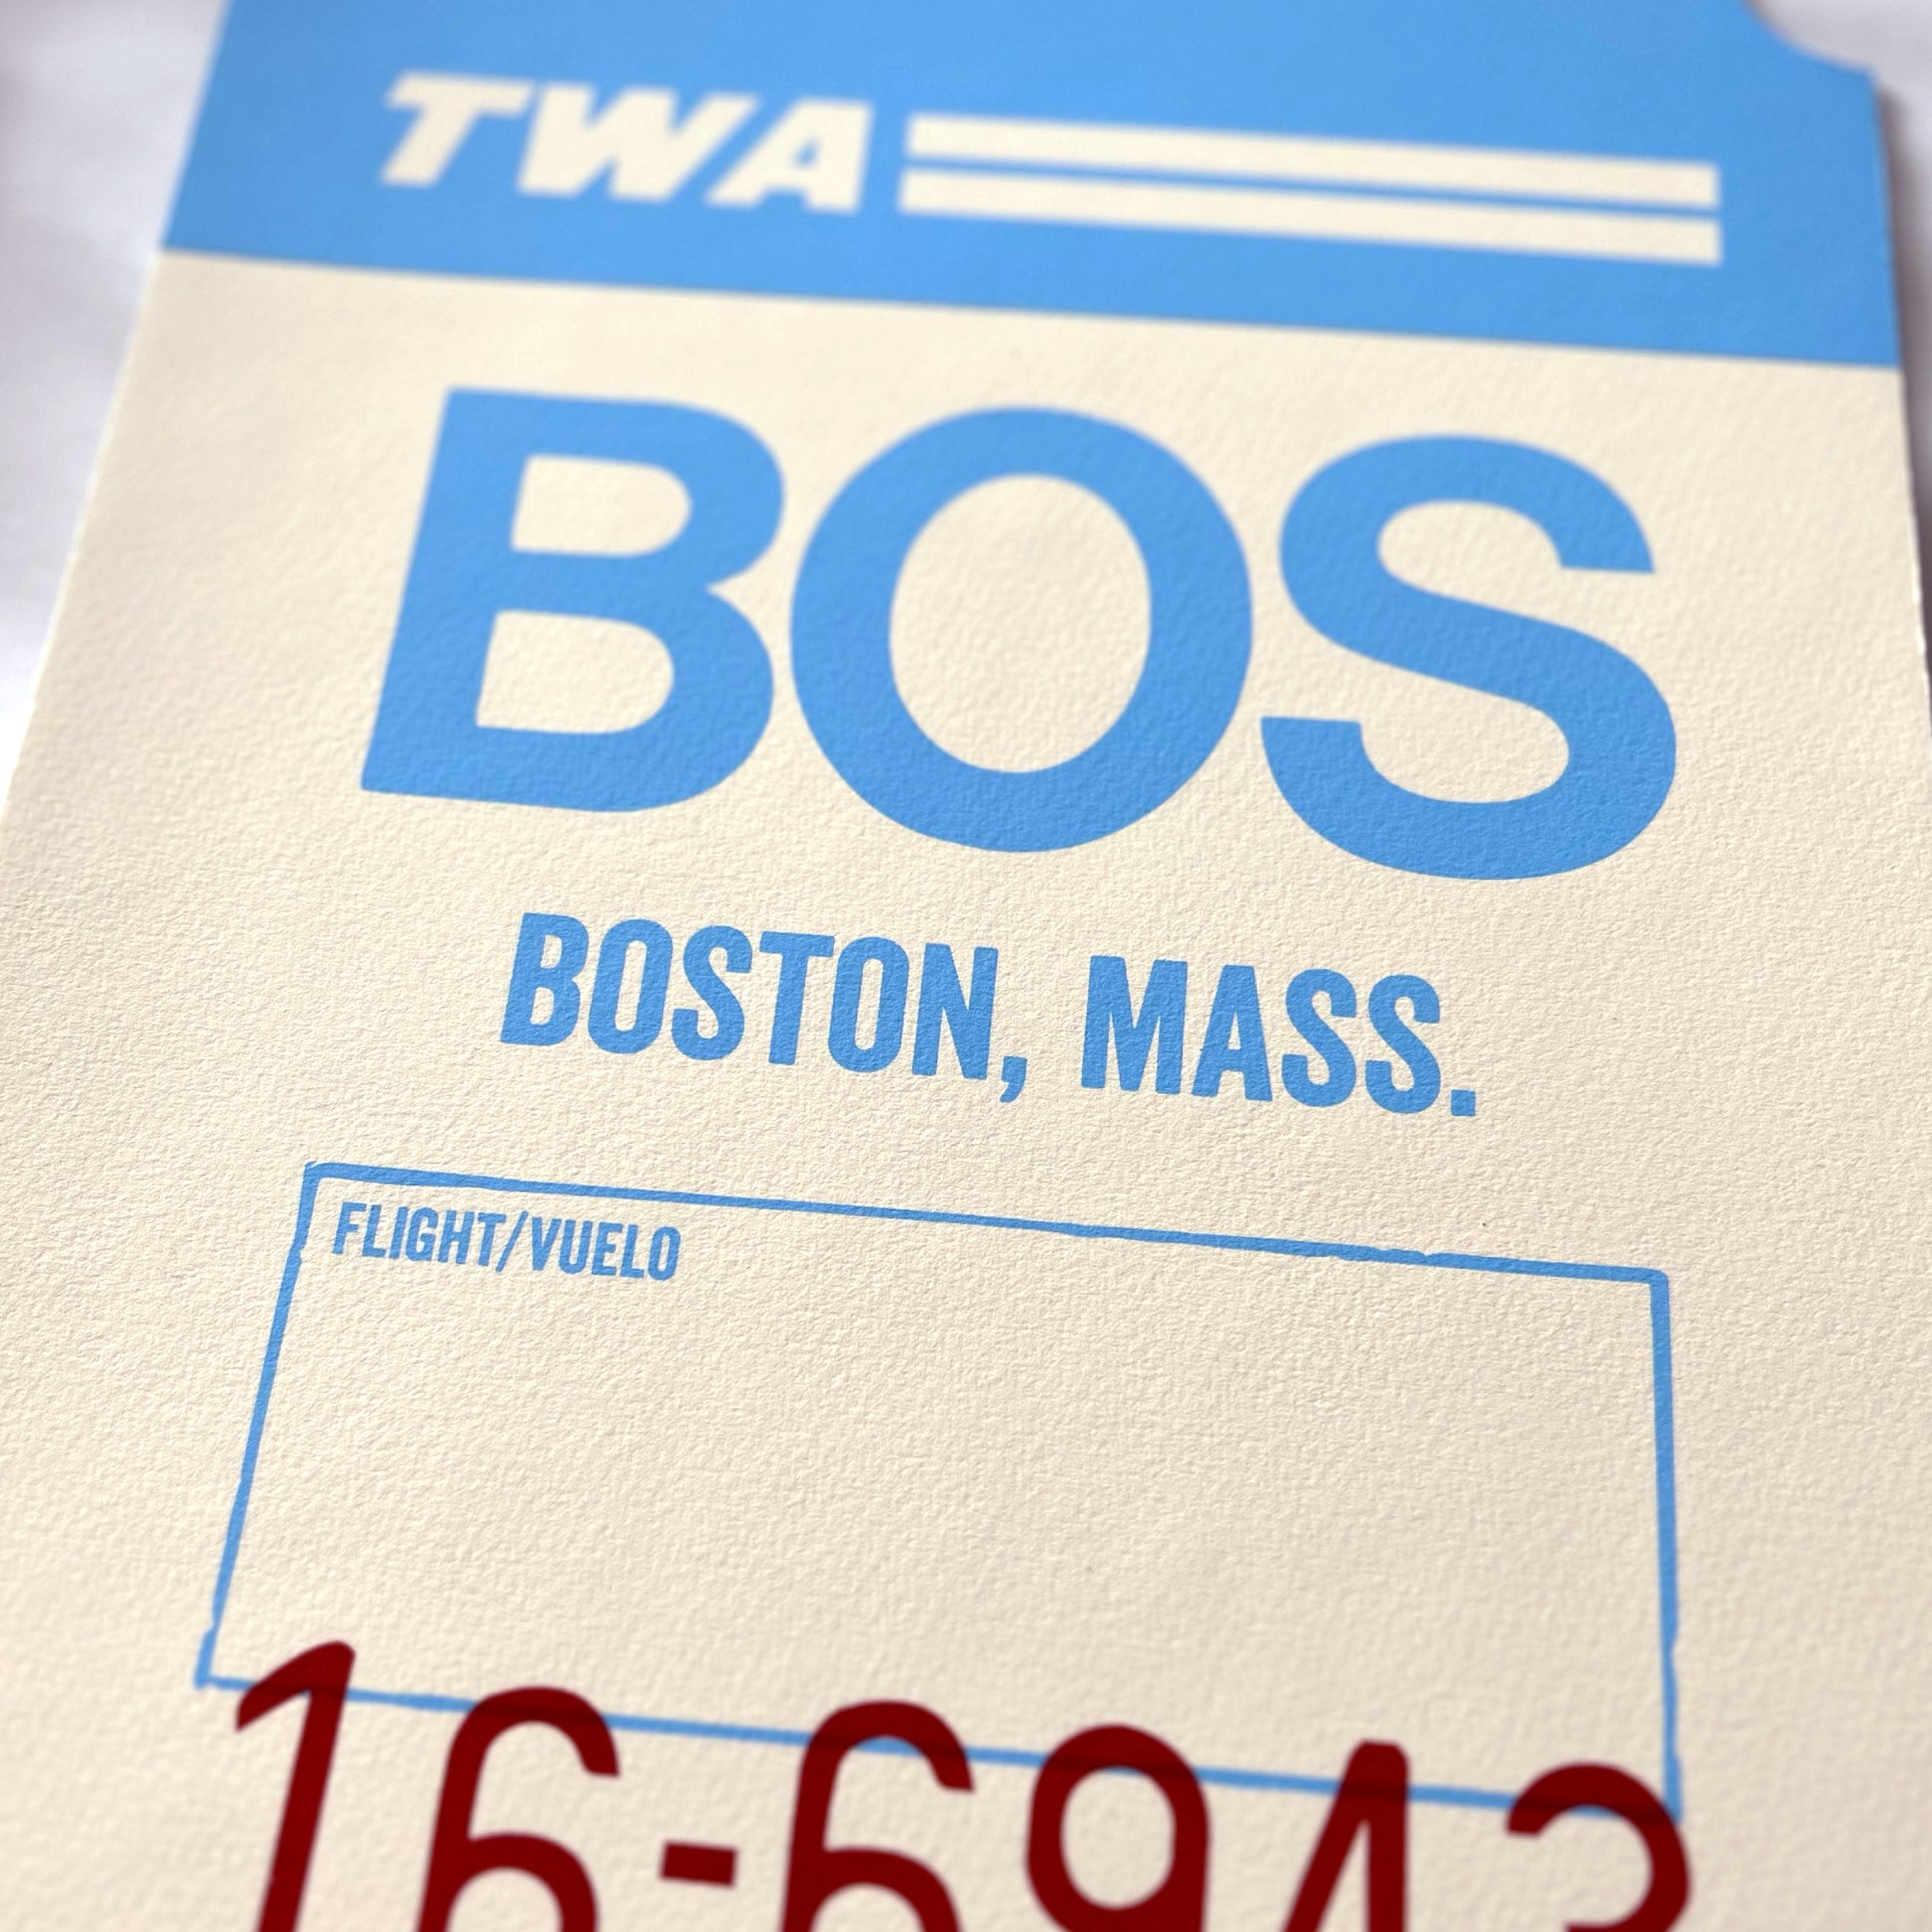 TWA
BOS
BOSTON, MASS.
FLIGHT/VUELO